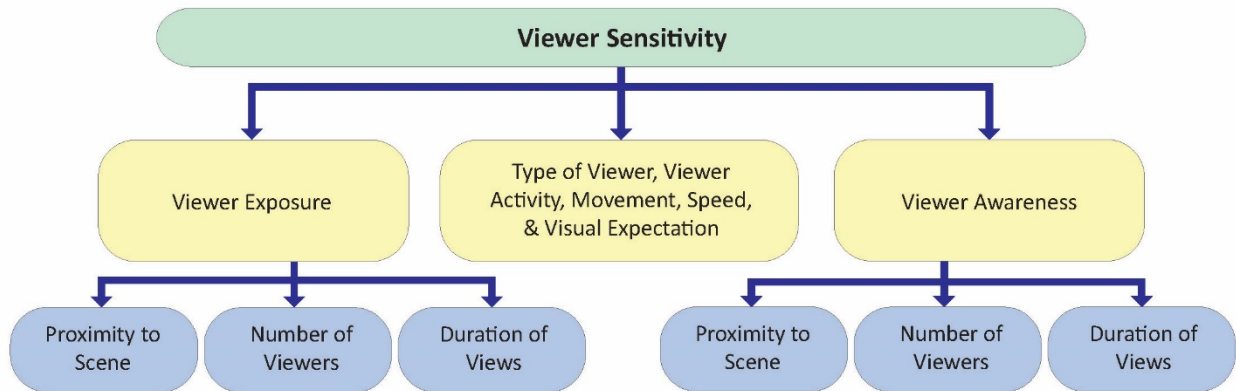 Viewer Sensitivity
Viewer Exposure
Type of Viewer, Viewer
Activity, Movement, Speed,
& Visual Expectation
Viewer Awareness
Proximity to
Scene
Number of
Viewers
Duration of
Views
Proximity to
Scene
Number of
Viewers
Duration of
Views